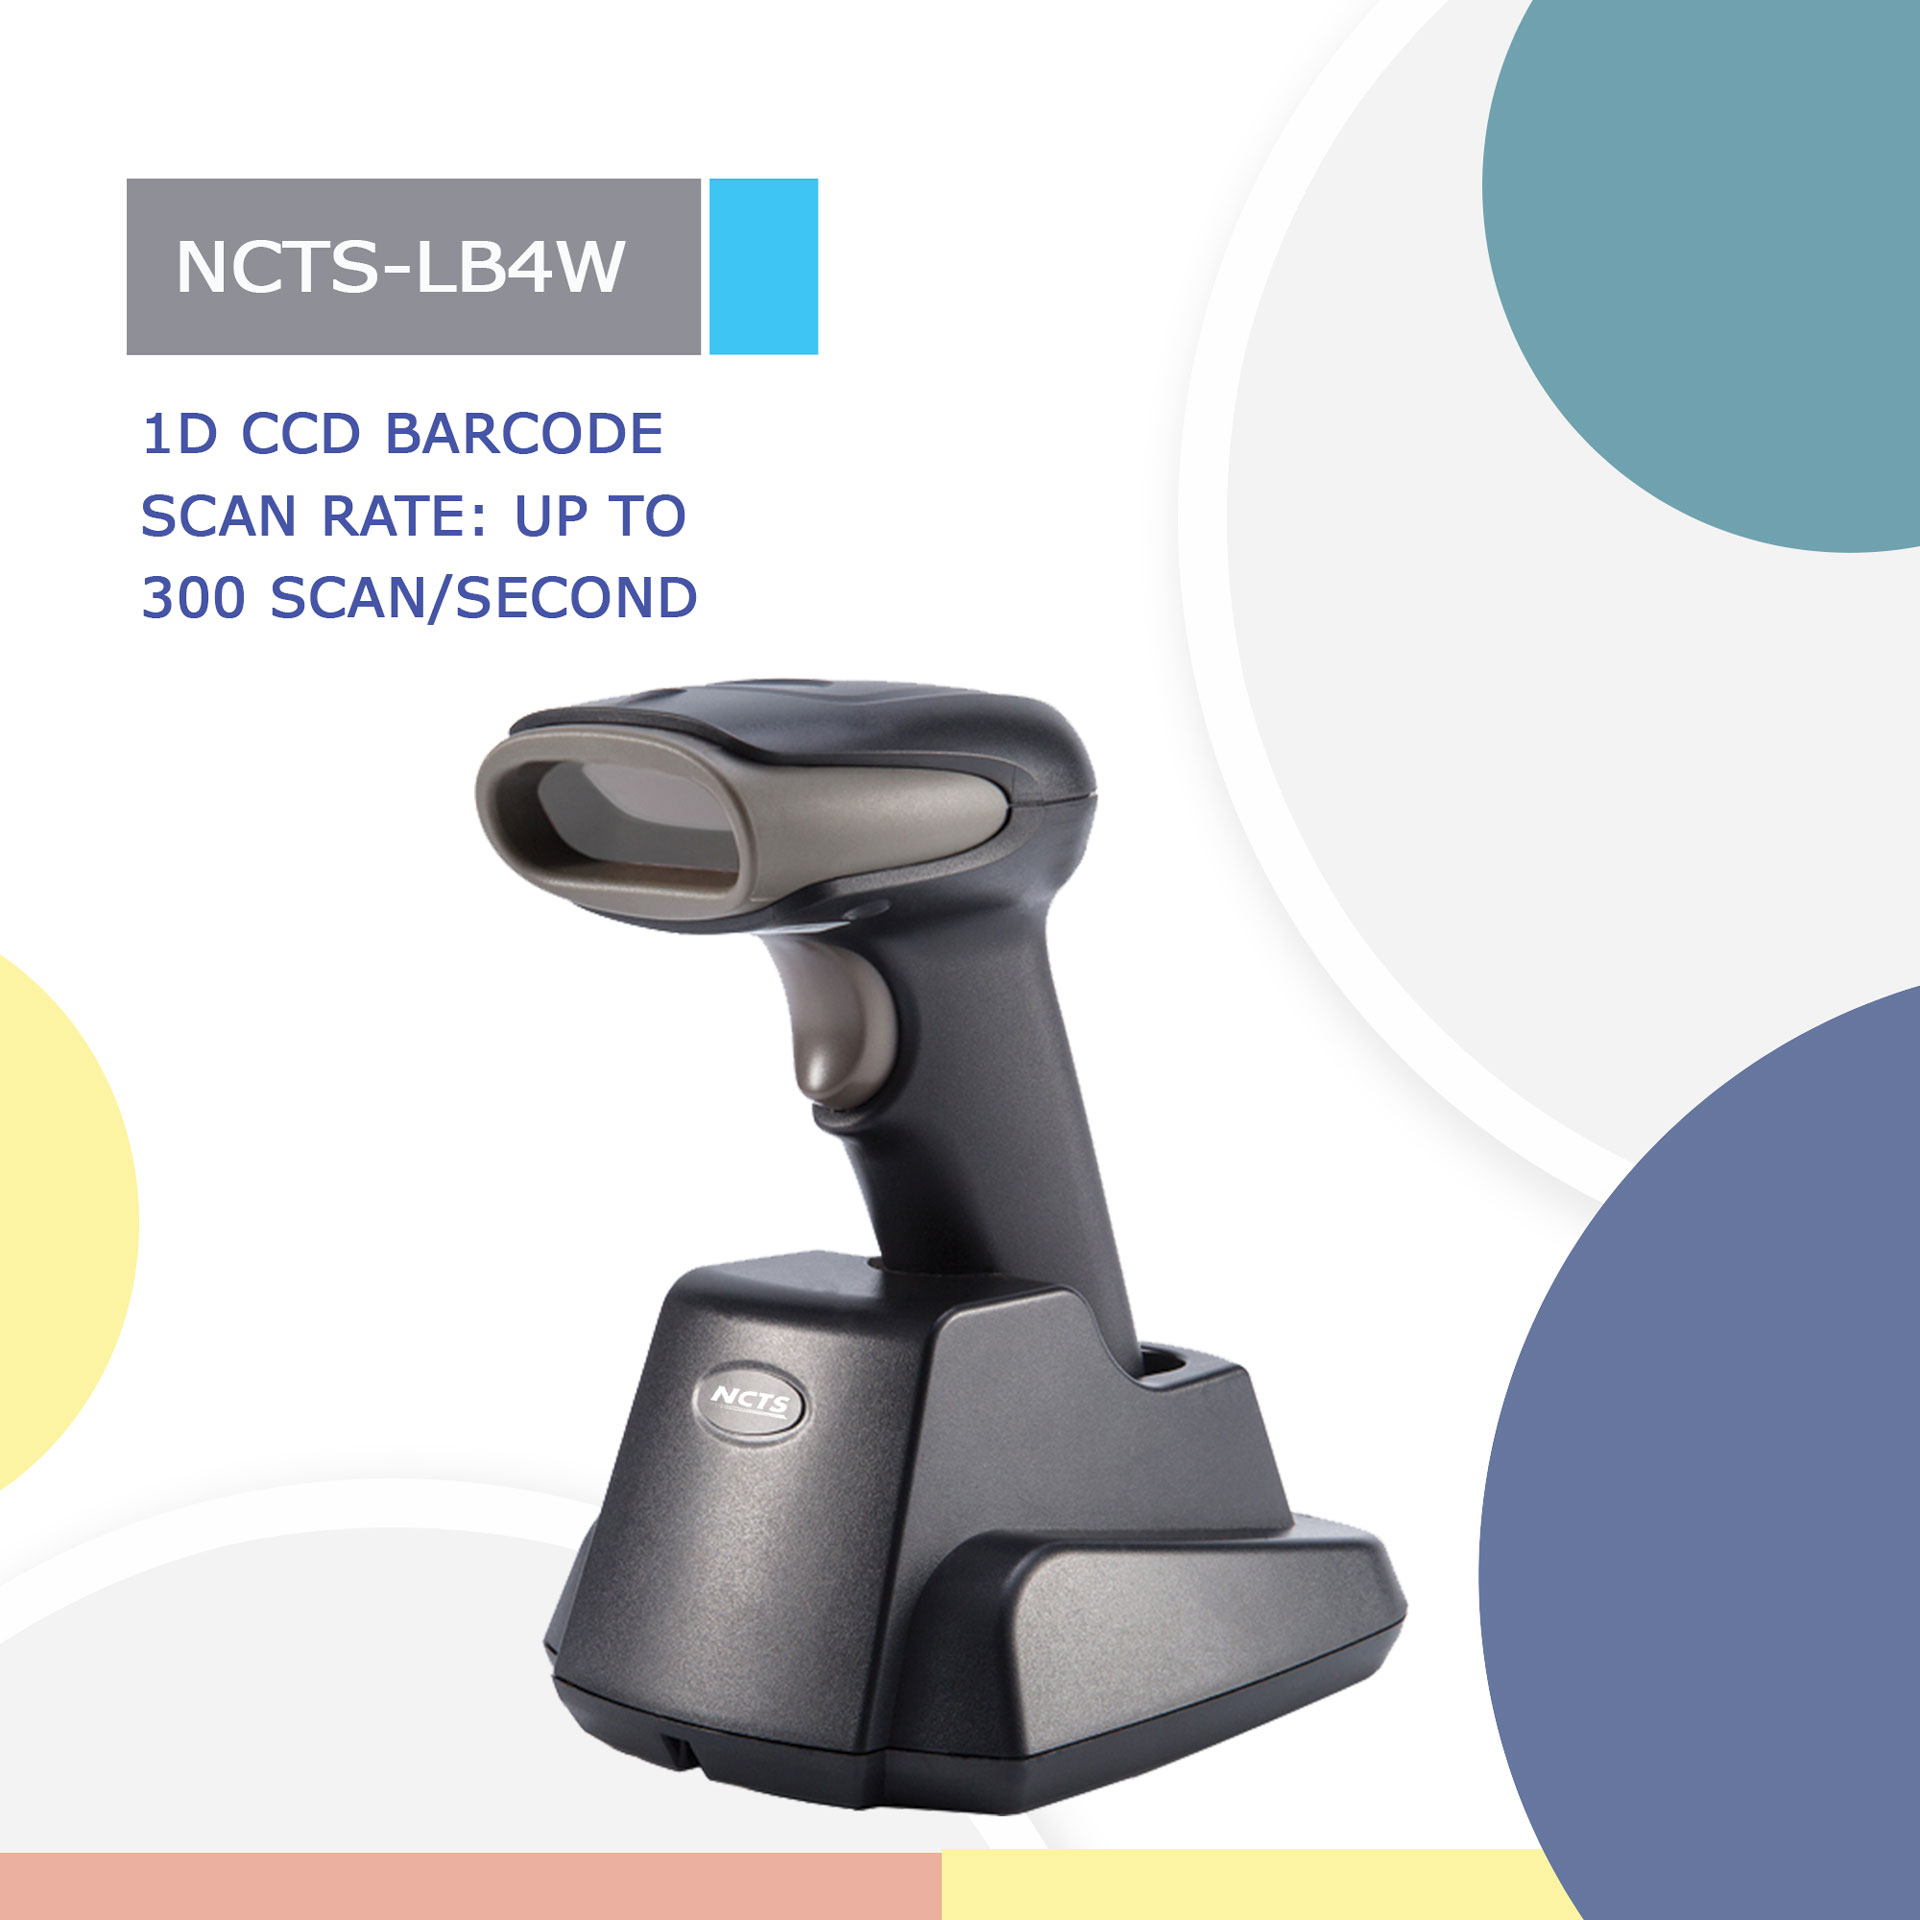 NCTS-LB4W
1D CCD BARCODE
SCAN RATE: UP TO
300 SCAN/SECOND
NCTS